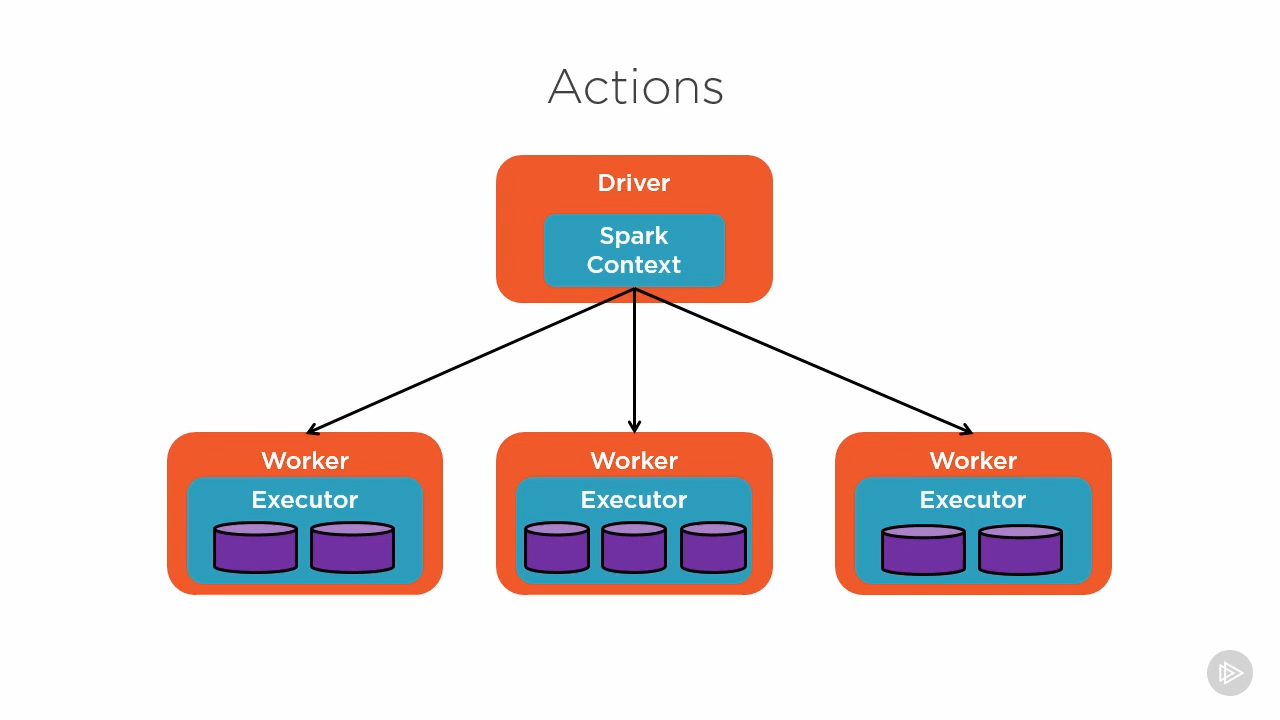 Actions
Driver
Spark
Context
Worker
Executor
Worker
Executor
Worker
Executor